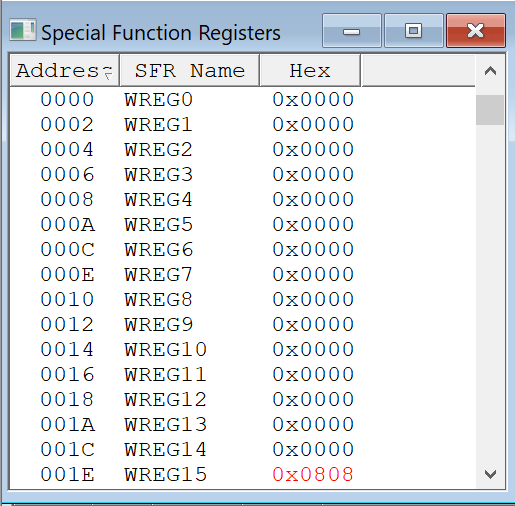 Special Function Registers
Address SFR Name Hex
0000 WREG0 0x0000
0002 WREG1 0x0000
0004 WREG2 0x0000
0006 WREG3 0x0000
0008 WREG4 0x0000
000A WREG5 0x0000
000C WREG6 0x0000
000E WREG7 0x0000
0010 WREG8 0x0000
0012 WREG9 0x0000
0014 WREG10 0x0000
0016 WREG11 0x0000
0018 WREG12 0x0000
001A WREG13 0x0000
001C WREG14 0x0000
001E WREG15 0x0808